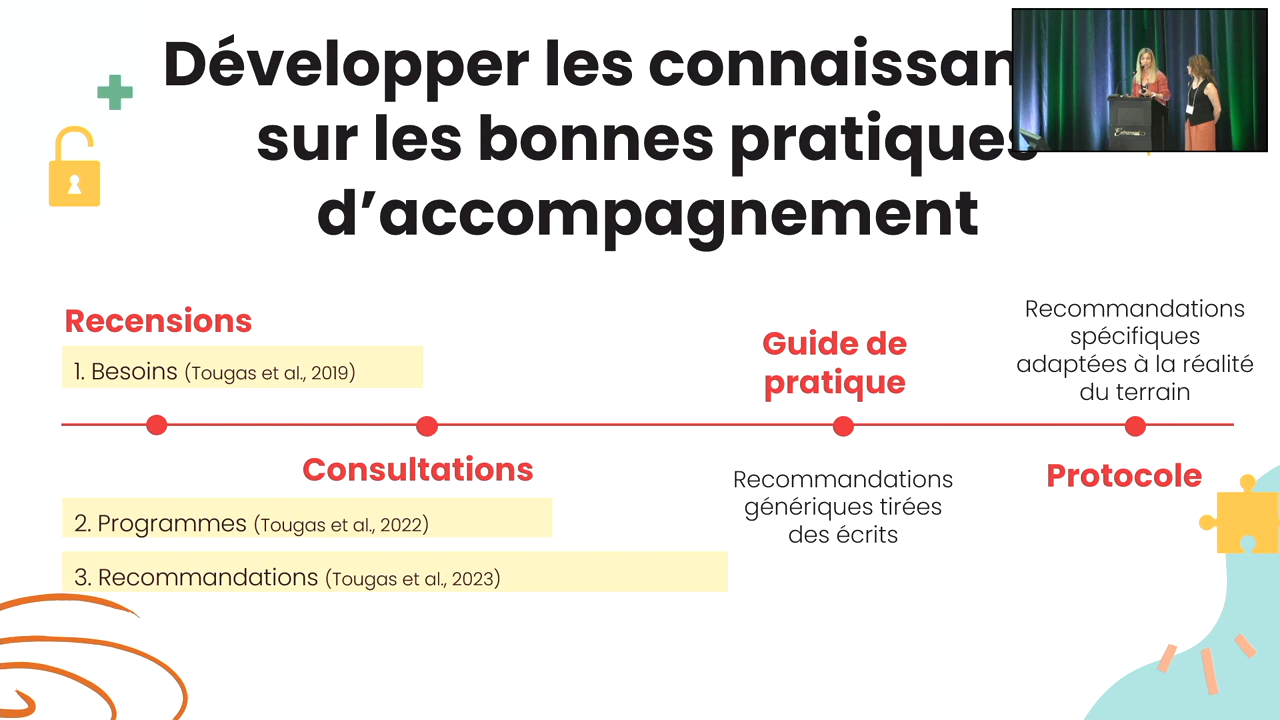 Développer les connaissan
sur les bonnes pratiques
d’accompagnement
Recensions
1. Besoins (Tougas et al., 2019)
Consultations
2. Programmes (Tougas et al., 2022)
3. Recommandations (Tougas et al., 2023)
Guide de
pratique
Recommandations
génériques tirées
des écrits
Recommandations
spécifiques
adaptées à la réalité
du terrain
Protocole